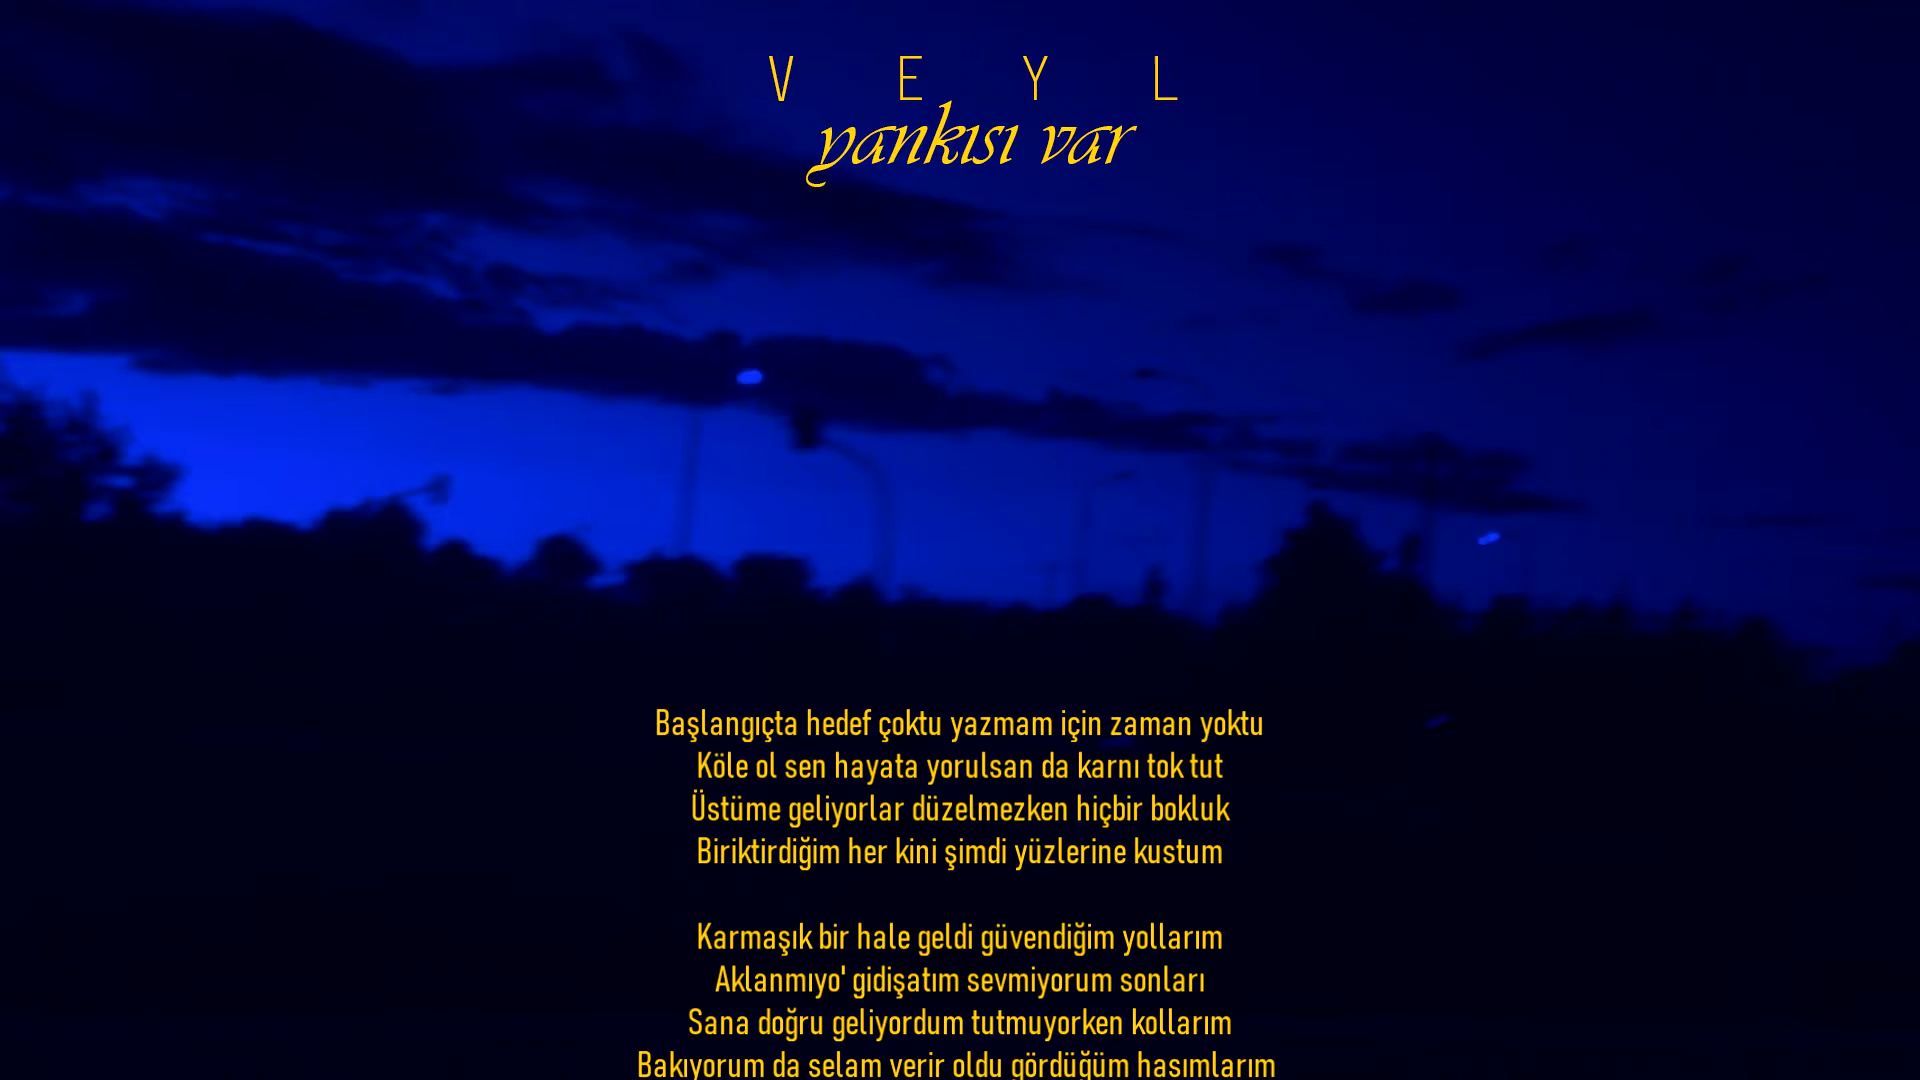 V E Y L
yankısı var
Başlangıçta hedef çoktu yazmam için zaman yoktu
Köle ol sen hayata yorulsan da karnı tok tut
Üstüme geliyorlar düzelmezken hiçbir bokluk
Biriktirdiğim her kini şimdi yüzlerine kustum
Karmaşık bir hale geldi güvendiğim yollarım
Aklanmıyo' gidişatım sevmiyorum sonları
Sana doğru geliyordum tutmuyorken kollarım
Bakıyorum da selam verir oldu gördüğüm hasımlarım